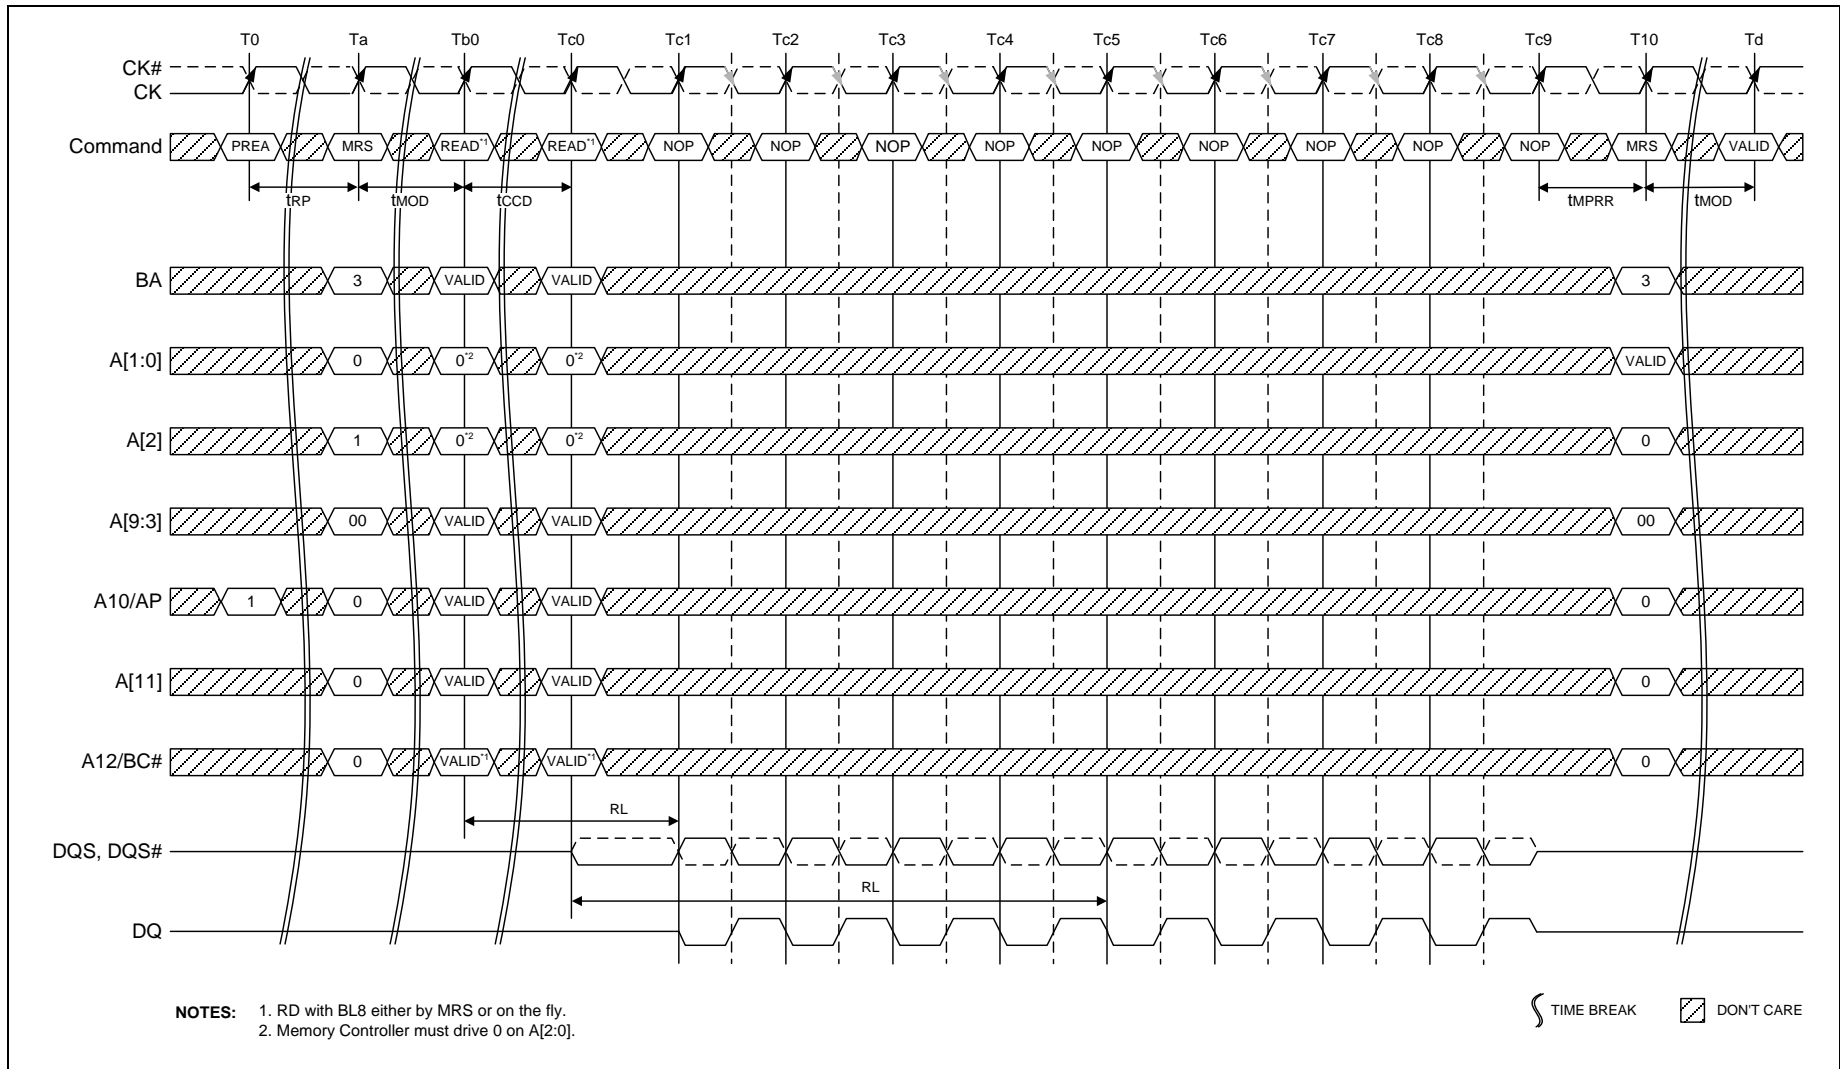 T0 Ta Tb0 Tc0 Tc1 Tc2 Tc3 Tc4 Tc5 Tc6 Tc7 Tc8 Tc9 T10 Td
CK#
CK
Command PREA MRS READ*1 READ*1 NOP NOP NOP NOP NOP NOP NOP NOP NOP MRS VALID
tRP tMOD tCCD tMPRR tMOD
BA 3 VALID VALID 3
A[1:0] 0 0*2 0*2 VALID
A[2] 1 0*2 0*2 0
A[9:3] 00 VALID VALID 00
A10/AP 1 0 VALID VALID 0
A[11] 0 VALID VALID 0
A12/BC# 0 VALID*1 VALID*1 0
RL
DQS, DQS#
RL
DQ
NOTES: 1. RD with BL8 either by MRS or on the fly. TIME BREAK DON'T CARE
2. Memory Controller must drive 0 on A[2:0].